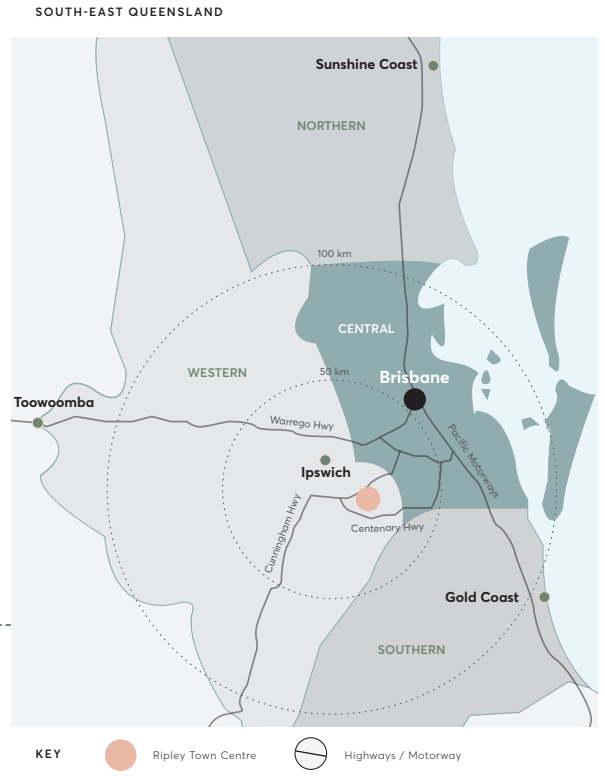 SOUTH-EAST QUEENSLAND
Sunshine Coast
NORTHERN
100 km
CENTRAL
50 km
WESTERN
Brisbane
Toowoomba
Warrego Hwy
Pacific Motorways
Ipswich
Cunningham Hwy
Centenary Hwy
Gold Coast
SOUTHERN
KEY
Ripley Town Centre
Highways / Motorway